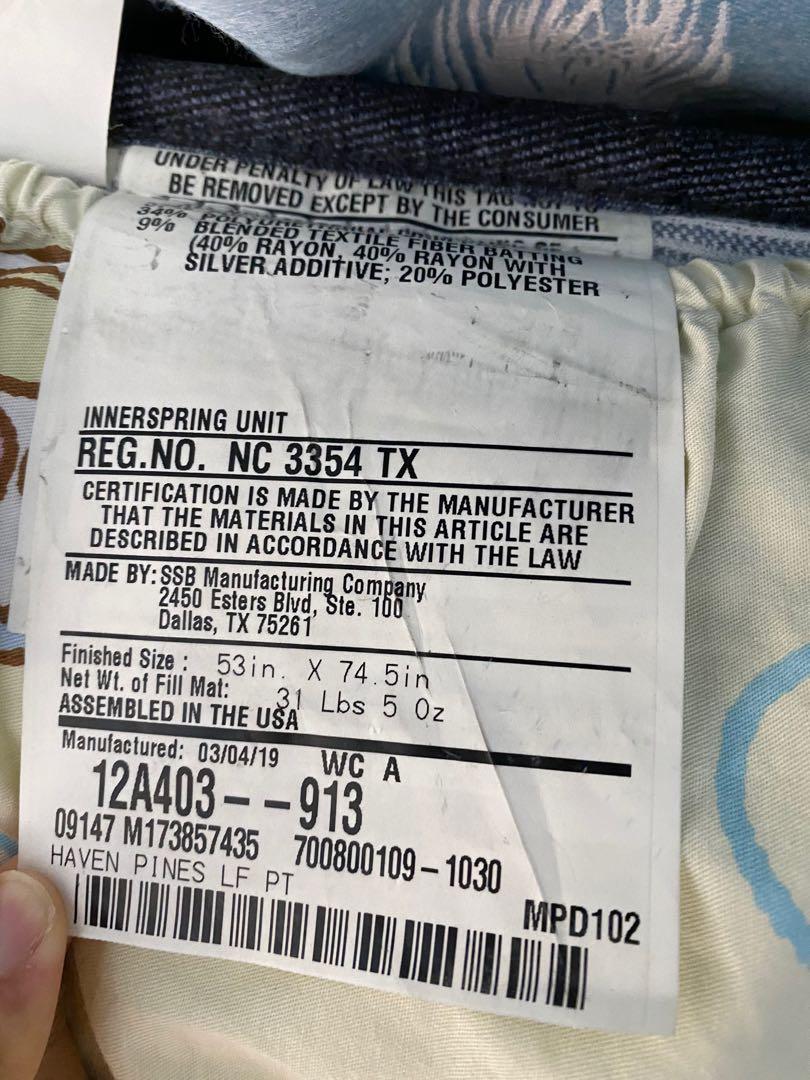 UNDER PENALTY OF LAW THIS TAG NOT TO
BE REMOVED EXCEPT BY THE CONSUMER
34%
9% BLENDED TEXTILE FIBER BATTING
(40% RAYON, 40% RAYON WITH
SILVER ADDITIVE; 20% POLYESTER
INNERSPRING UNIT
REG.NO. NC 3354 TX
CERTIFICATION IS MADE BY THE MANUFACTURER
THAT THE MATERIALS IN THIS ARTICLE ARE
DESCRIBED IN ACCORDANCE WITH THE LAW
MADE BY: SSB Manufacturing Company
2450 Esters Blvd, Ste. 100
Dallas, TX 75261
Finished Size : 53in. X 74.5in
Net Wt. of Fill Mat: 31 Lbs 5 Oz
ASSEMBLED IN THE USA
Manufactured: 03/04/19 WC A
12A403--913
09147 M173857435 700800109-1030
HAVEN PINES LF PT
MPD102